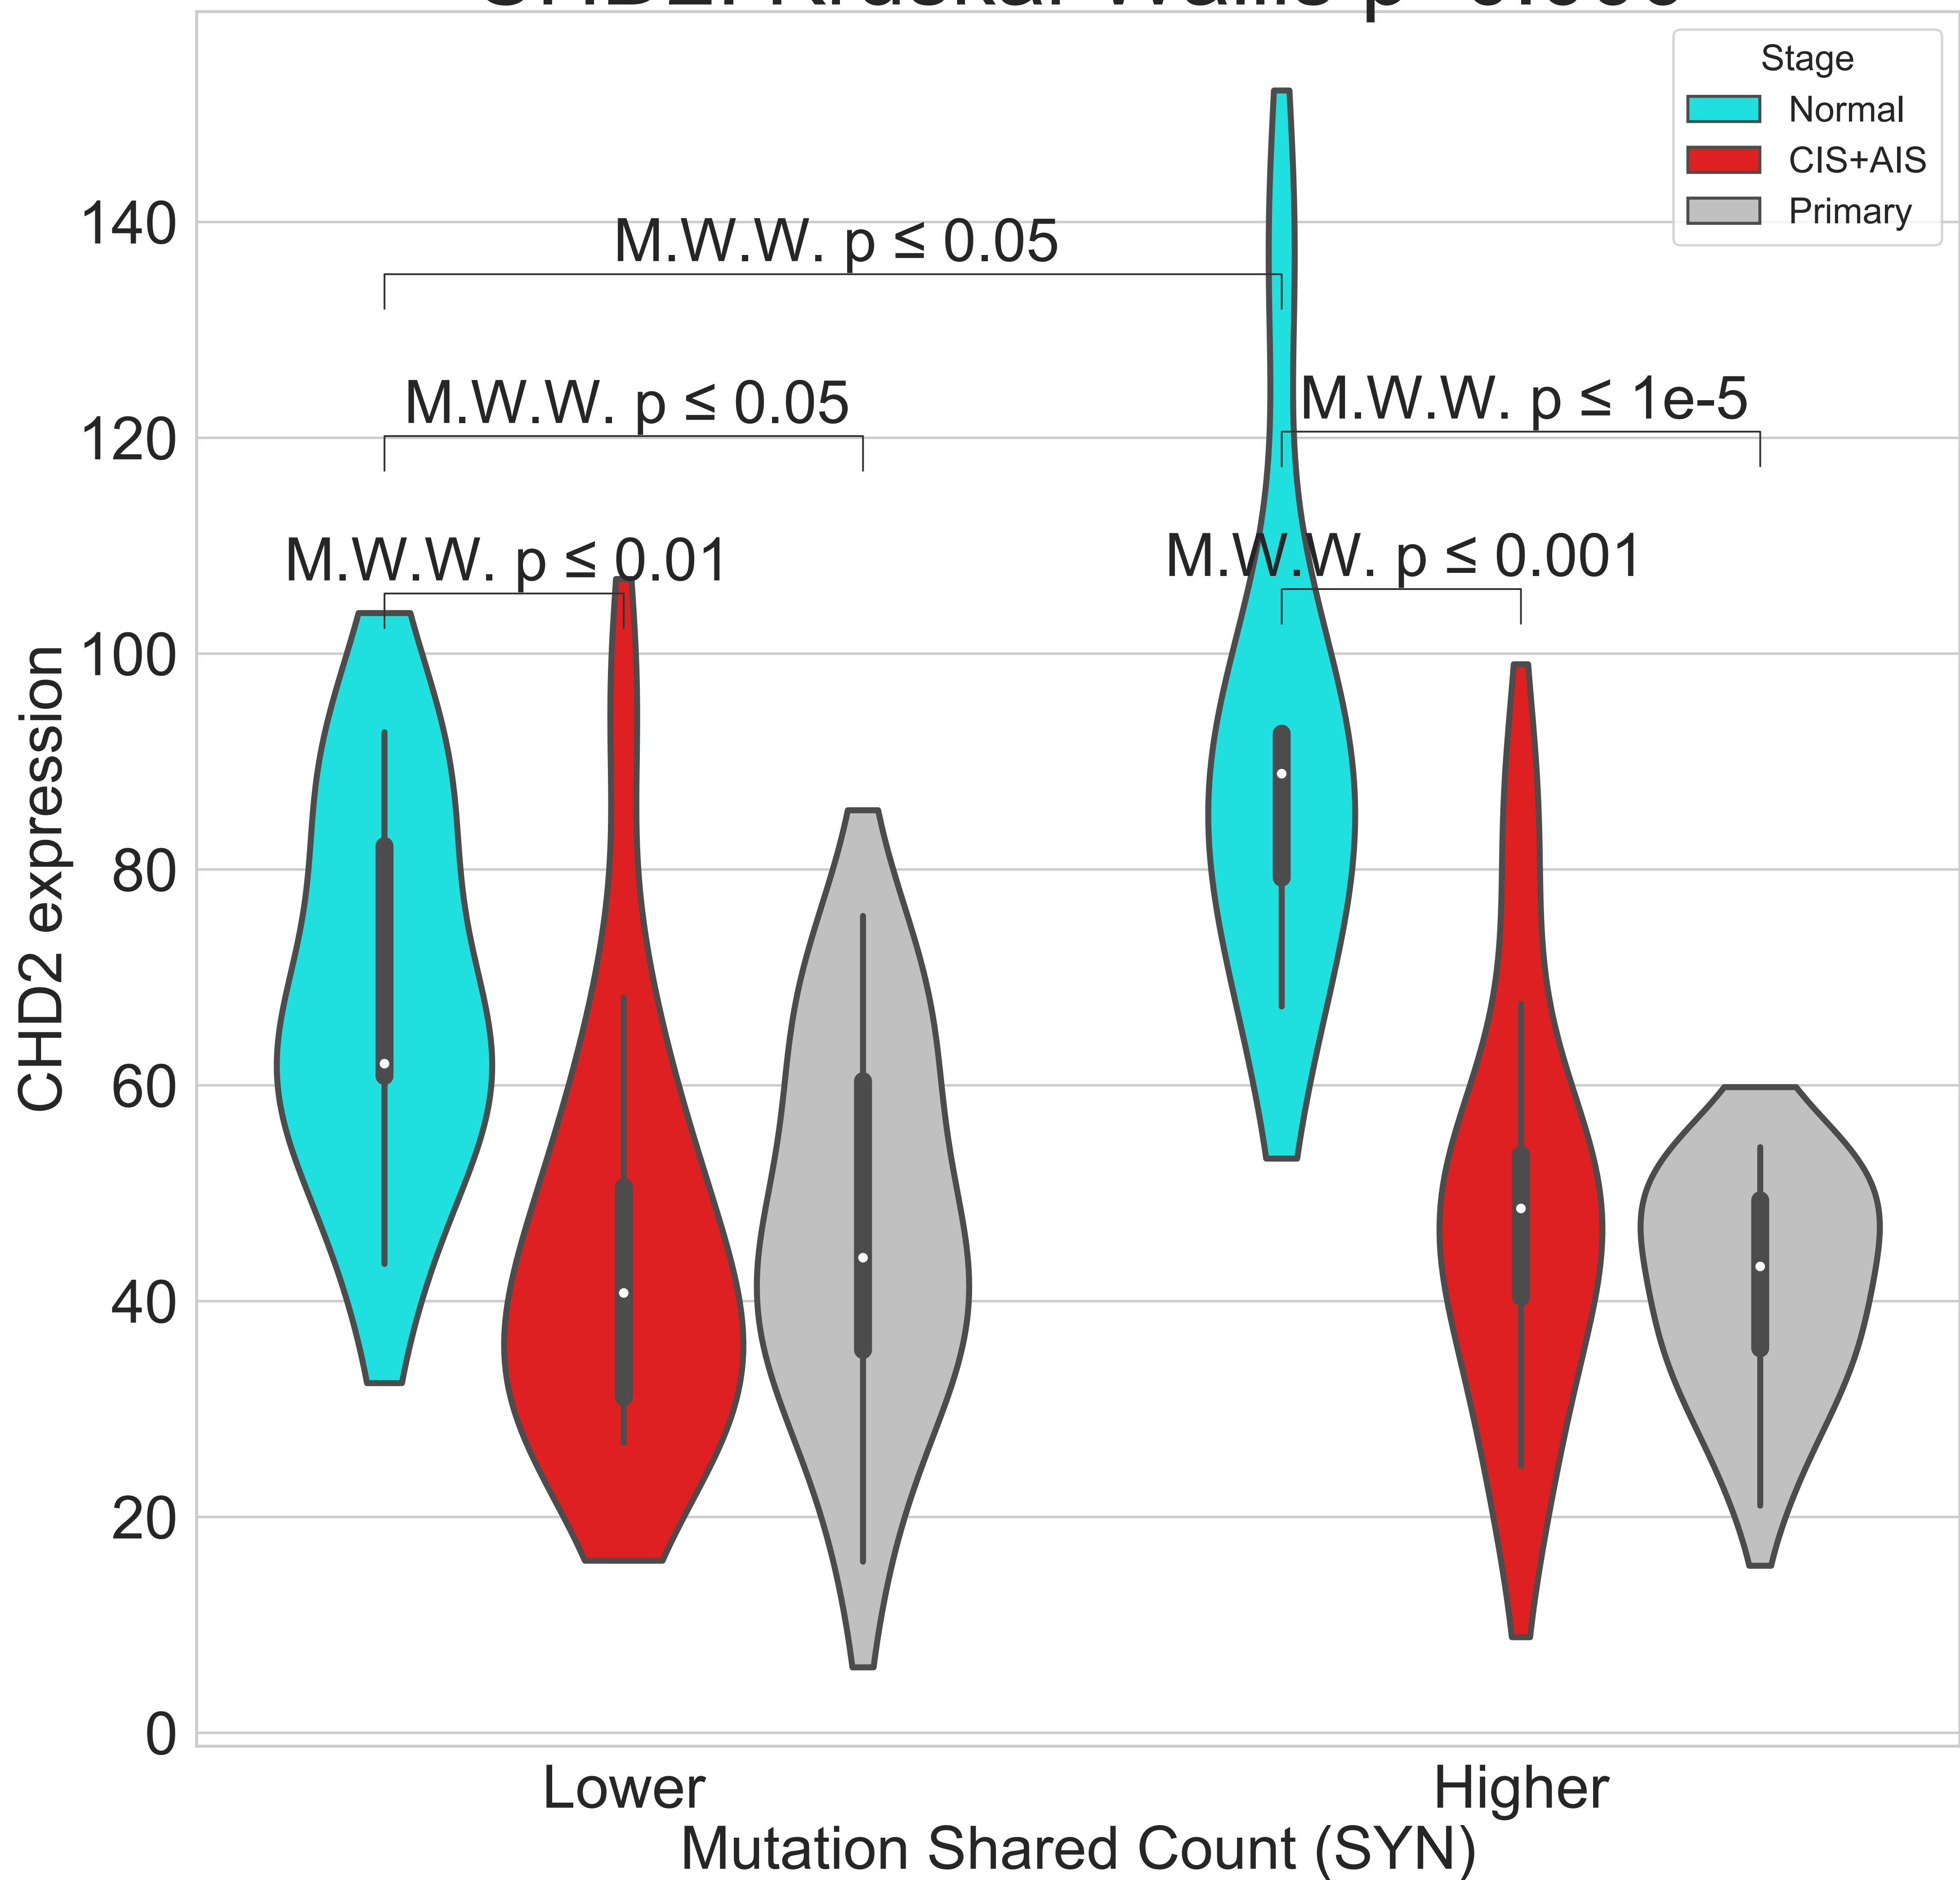 Stage
Normal
CIS+AIS
Primary
140
M.W.W. p ≤ 0.05
M.W.W. p ≤ 0.05
M.W.W. p ≤ 1e-5
120
M.W.W. p ≤ 0.01
M.W.W. p ≤ 0.001
100
80
60
40
20
0
CHD2 expression
Lower
Higher
Mutation Shared Count (SYN)